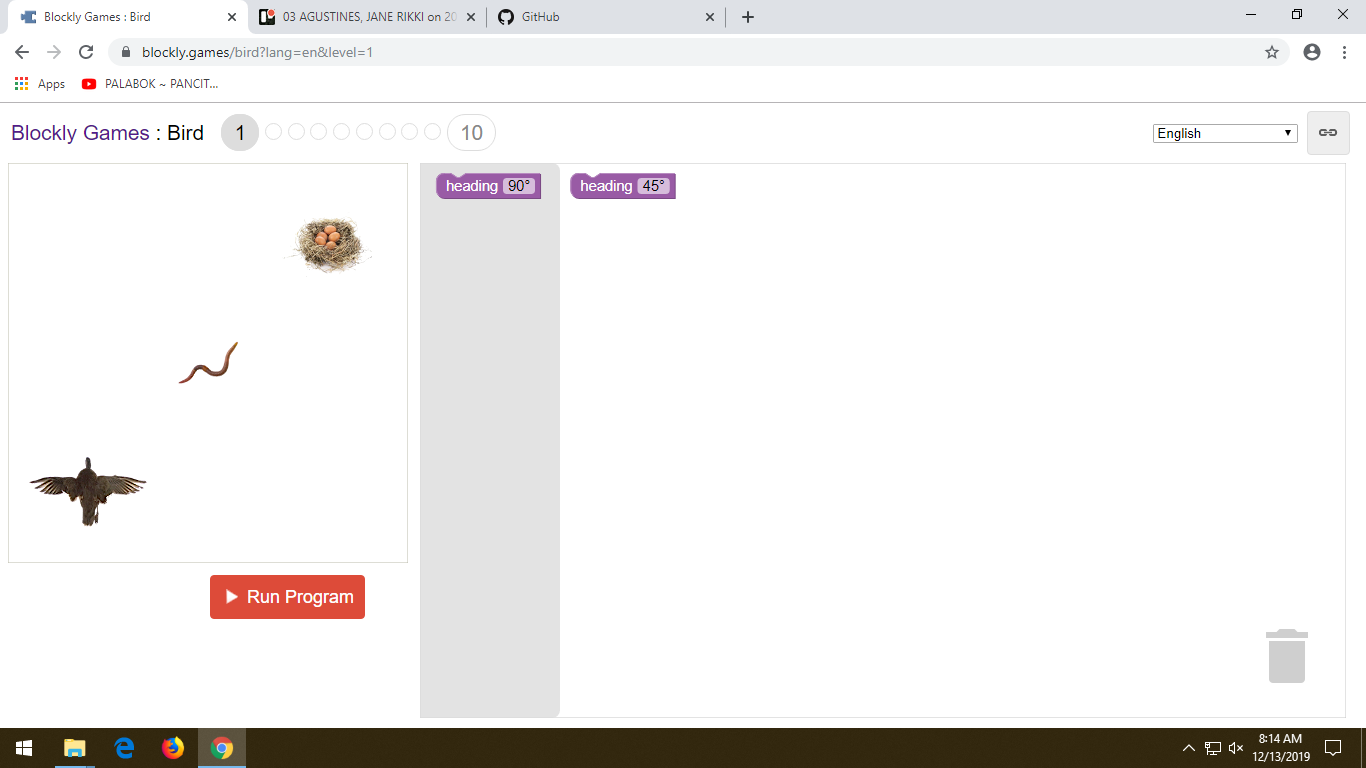 Blockly Games : Bird
03 AGUSTINES, JANE RIKKI on 20
GitHub
blockly.games/bird?lang=en&level=1
Apps
PALABOK ~ PANCIT...
Blockly Games : Bird
1
10
English
heading 90°
heading 45°
Run Program
8:14 AM
12/13/2019